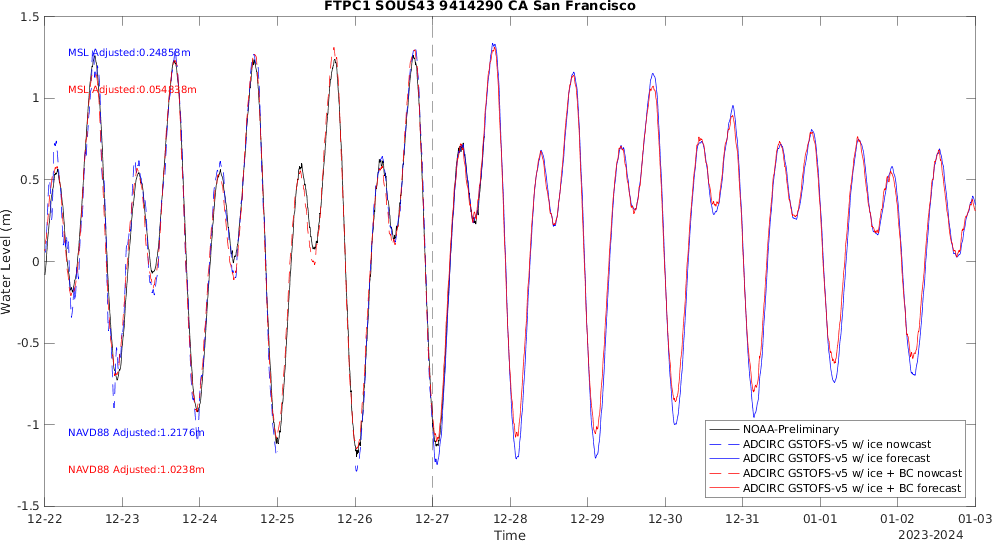 FTPC1 SOUS43 9414290 CA San Francisco
1.5
1
0.5
0
-0.5
-1
-1.5
Water Level (m)
MSL Adjusted:0.24853m
MSL Adjusted:0.054838m
NAVD88 Adjusted:1.2176m
NAVD88 Adjusted:1.0238m
NOAA-Preliminary
ADCIRC GSTOFS-v5 w/ ice nowcast
ADCIRC GSTOFS-v5 w/ ice forecast
ADCIRC GSTOFS-v5 w/ ice + BC nowcast
ADCIRC GSTOFS-v5 w/ ice + BC forecast
12-22 12-23 12-24 12-25 12-26 12-27 12-28 12-29 12-30 12-31 01-01 01-02 01-03
Time
2023-2024